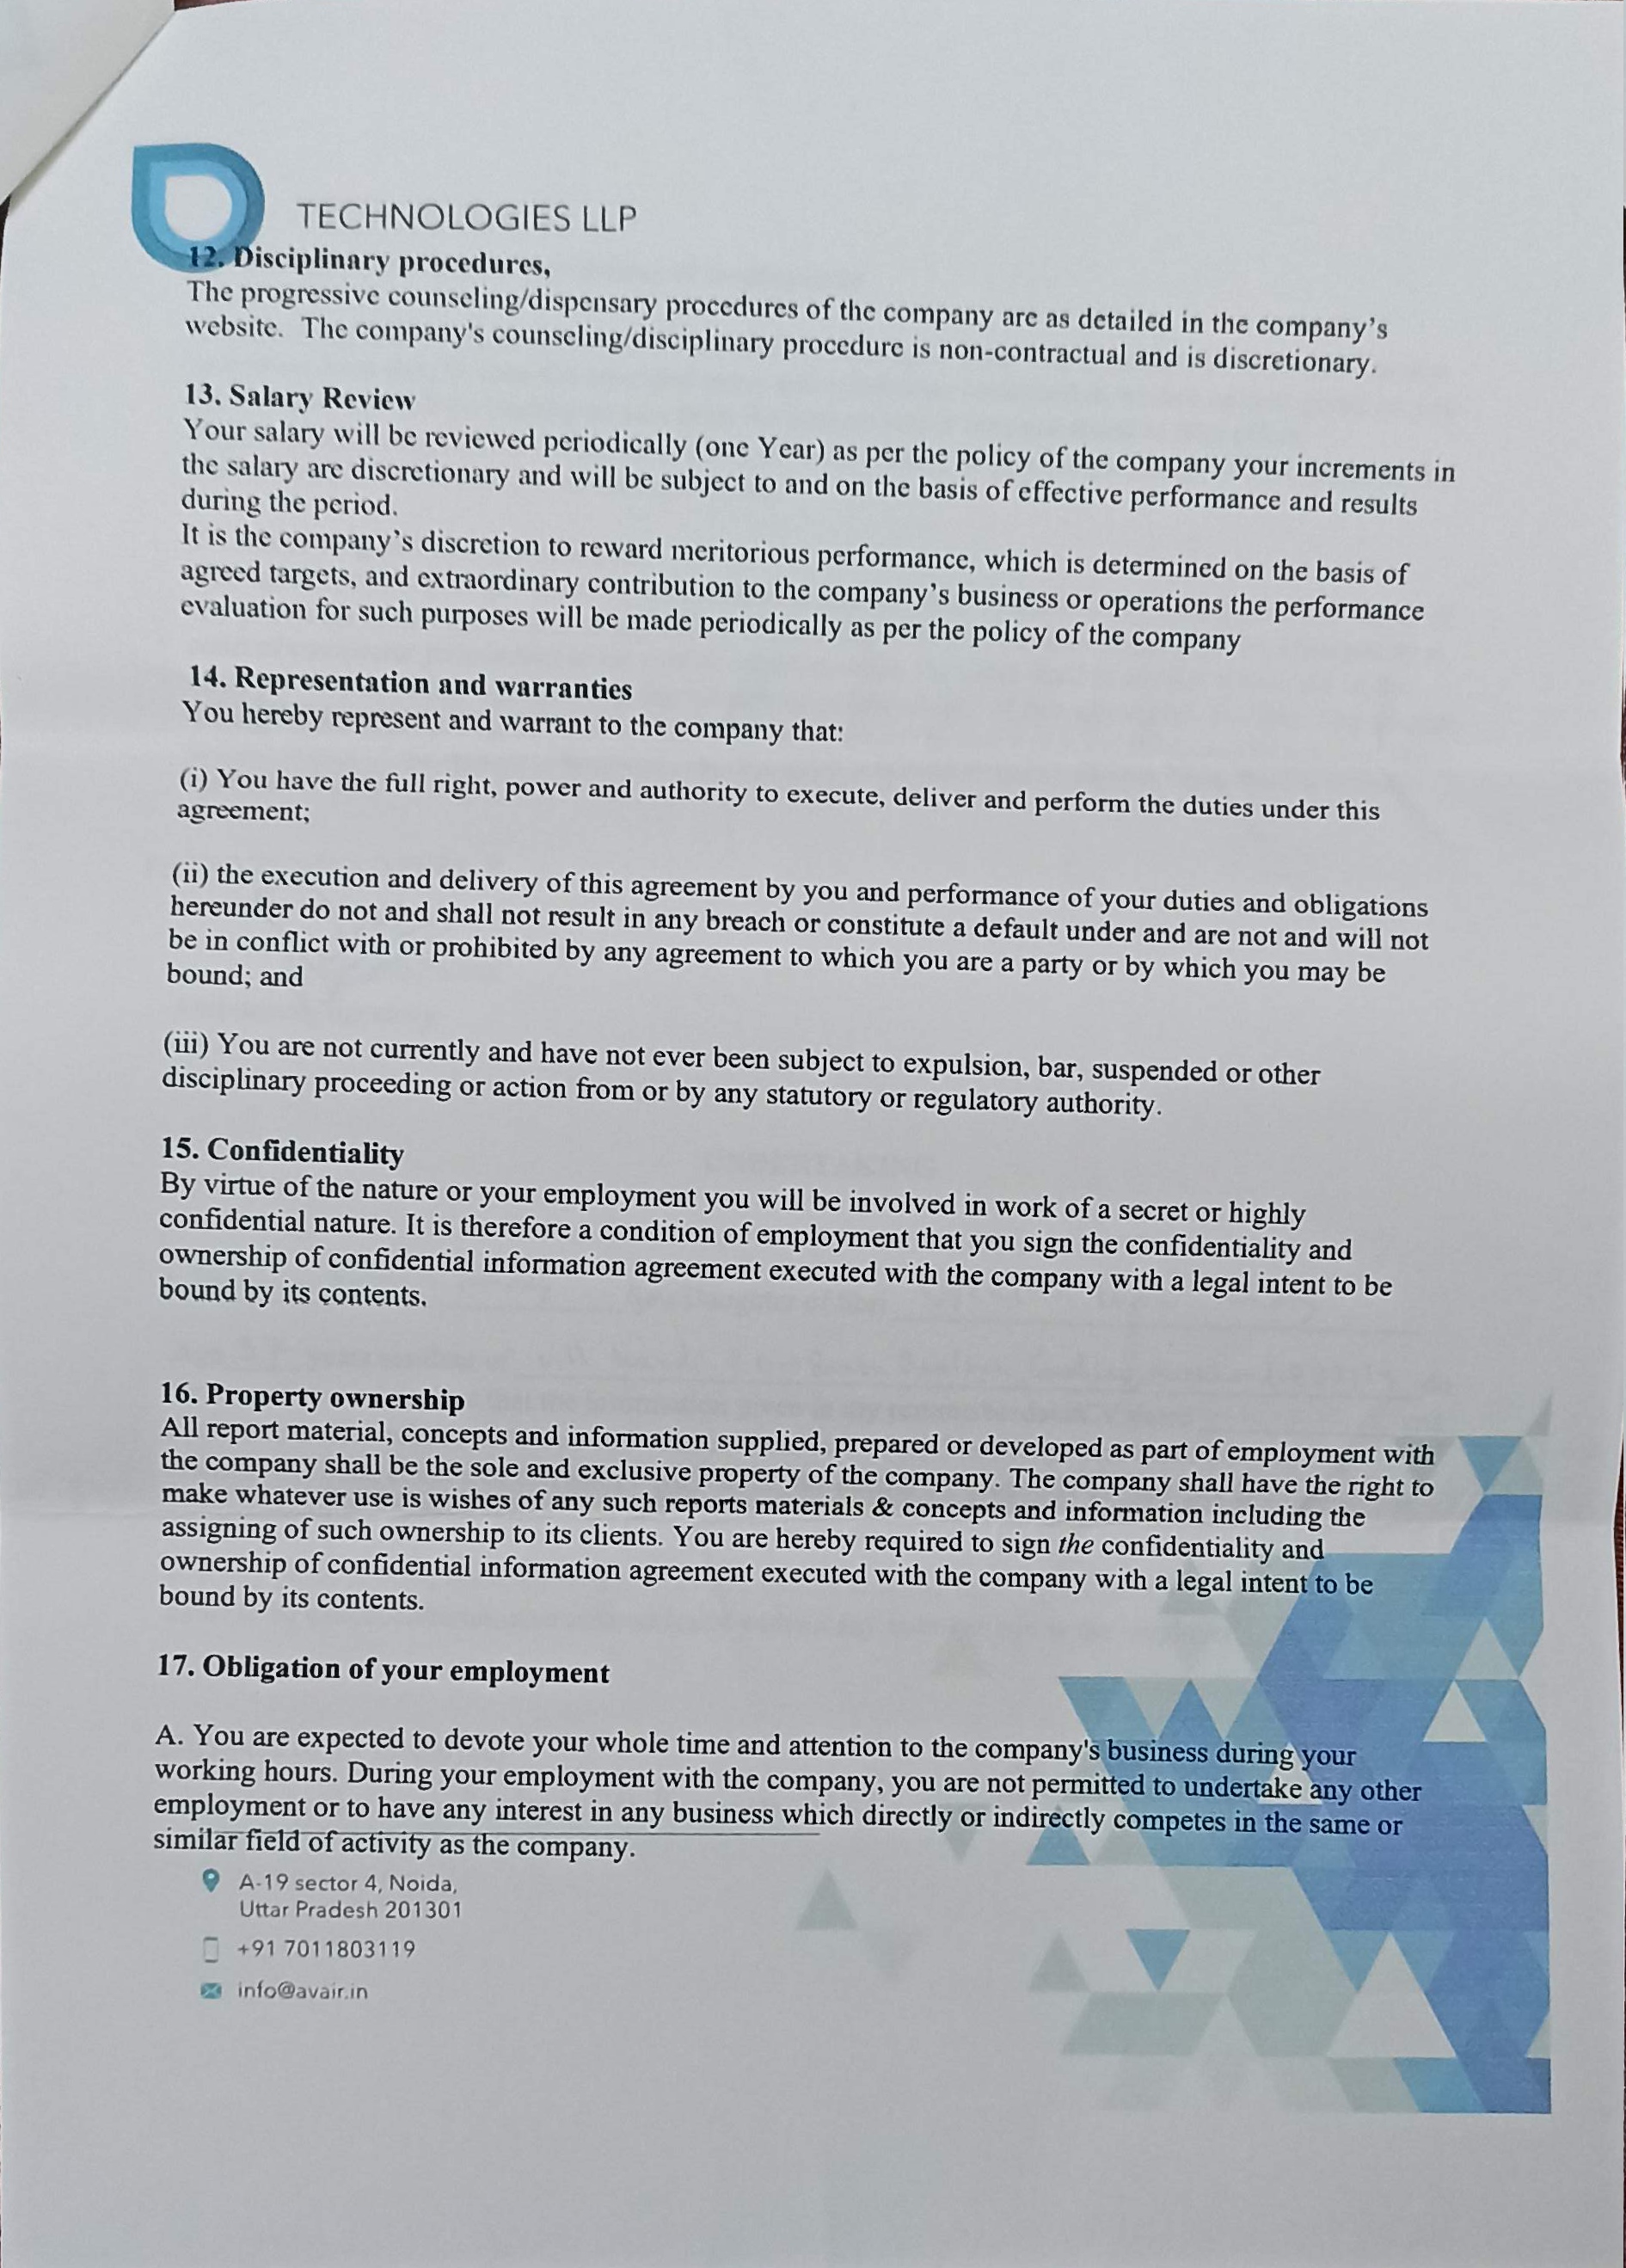 TECHNOLOGIES LLP
12. Disciplinary procedures,
The progressive counseling/dispensary procedures of the company are as detailed in the company's
website. The company's counseling/disciplinary procedure is non-contractual and is discretionary.
13. Salary Review
Your salary will be reviewed periodically (one Year) as per the policy of the company your increments in
the salary are discretionary and will be subject to and on the basis of effective performance and results
during the period.
It is the company's discretion to reward meritorious performance, which is determined on the basis of
agreed targets, and extraordinary contribution to the company's business or operations the performance
evaluation for such purposes will be made periodically as per the policy of the company
14. Representation and warranties
You hereby represent and warrant to the company that:
(i) You have the full right, power and authority to execute, deliver and perform the duties under this
agreement;
(ii) the execution and delivery of this agreement by you and performance of your duties and obligations
hereunder do not and shall not result in any breach or constitute a default under and are not and will not
be in conflict with or prohibited by any agreement to which you are a party or by which you may be
bound; and
(iii) You are not currently and have not ever been subject to expulsion, bar, suspended or other
disciplinary proceeding or action from or by any statutory or regulatory authority.
15. Confidentiality
By virtue of the nature or your employment you will be involved in work of a secret or highly
confidential nature. It is therefore a condition of employment that you sign the confidentiality and
ownership of confidential information agreement executed with the company with a legal intent to be
bound by its contents.
16. Property ownership
All report material, concepts and information supplied, prepared or developed as part of employment with
the company shall be the sole and exclusive property of the company. The company shall have the right to
make whatever use is wishes of any such reports materials & concepts and information including the
assigning of such ownership to its clients. You are hereby required to sign the confidentiality and
ownership of confidential information agreement executed with the company with a legal intent to be
bound by its contents.
17. Obligation of your employment
A. You are expected to devote your whole time and attention to the company's business during your
working hours. During your employment with the company, you are not permitted to undertake any other
employment or to have any interest in any business which directly or indirectly competes in the same or
similar field of activity as the company.
A-19 sector 4, Noida,
Uttar Pradesh 201301
+91 7011803119
info@avair.in